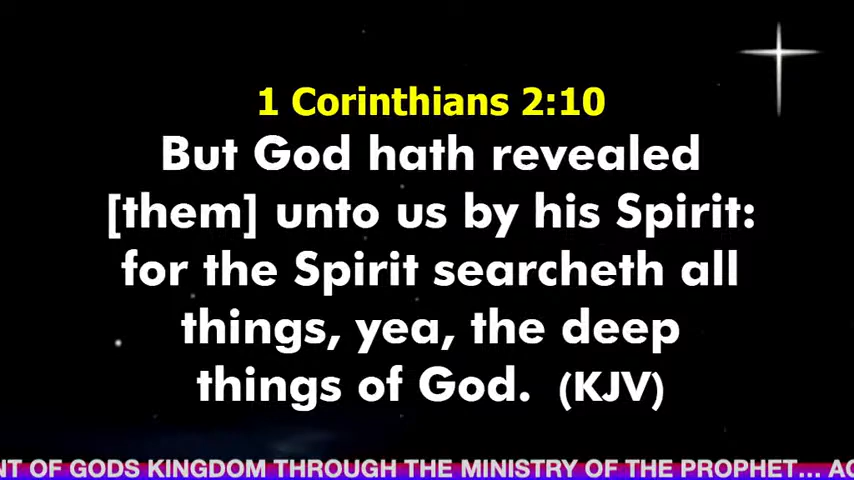 1 Corinthians 2:10
But God hath revealed
[them] unto us by his Spirit:
for the Spirit searcheth all
things, yea, the deep
things of God. (KJV)
OF GODS KINGDOM THROUGH THE MINISTRY OF THE PROPHET...